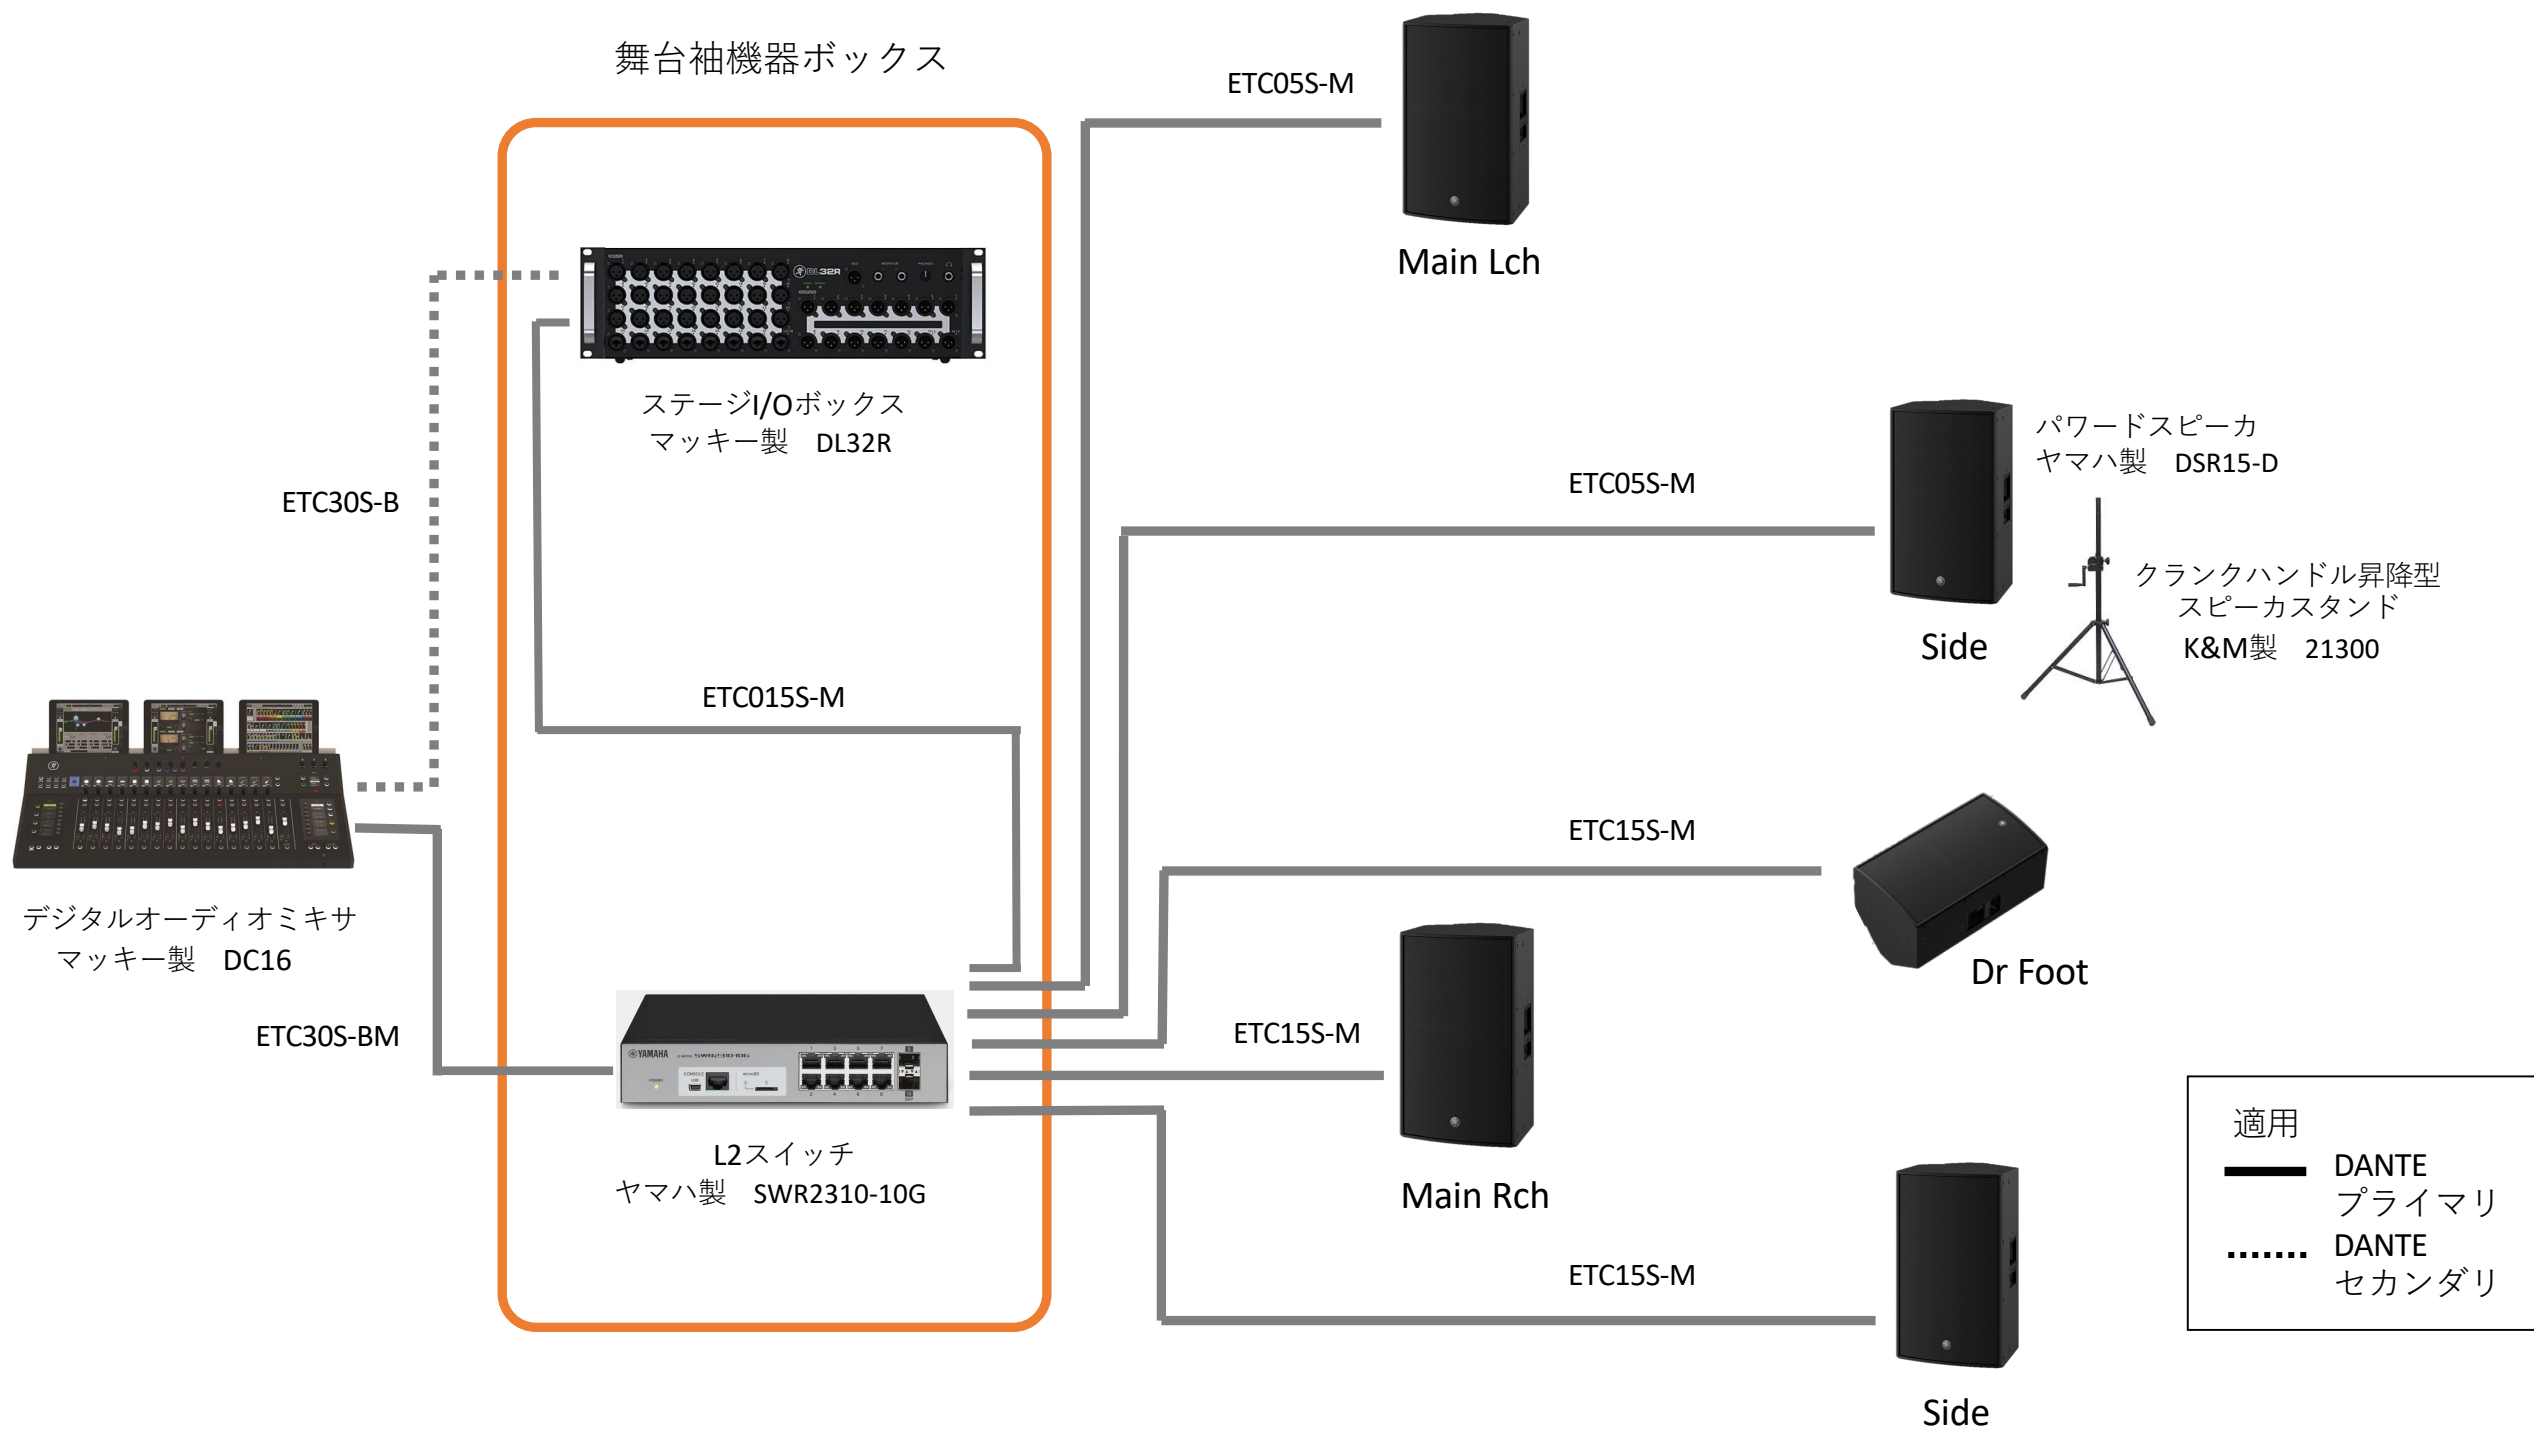 舞台袖機器ボックス
ETC05S-M
Main Lch
DL32R
ステージI/Oボックス
マッキー製　DL32R
ETC30S-B
ETC05S-M
パワードスピーカ
ヤマハ製　DSR15-D
クランクハンドル昇降型
スピーカスタンド
K&M製　21300
Side
ETC015S-M
デジタルオーディオミキサ
マッキー製　DC16
ETC15S-M
Dr Foot
ETC30S-BM
YAMAHA
SWR2310-10G
L2スイッチ
ヤマハ製　SWR2310-10G
ETC15S-M
Main Rch
ETC15S-M
Side
適用
DANTE
プライマリ
DANTE
セカンダリ